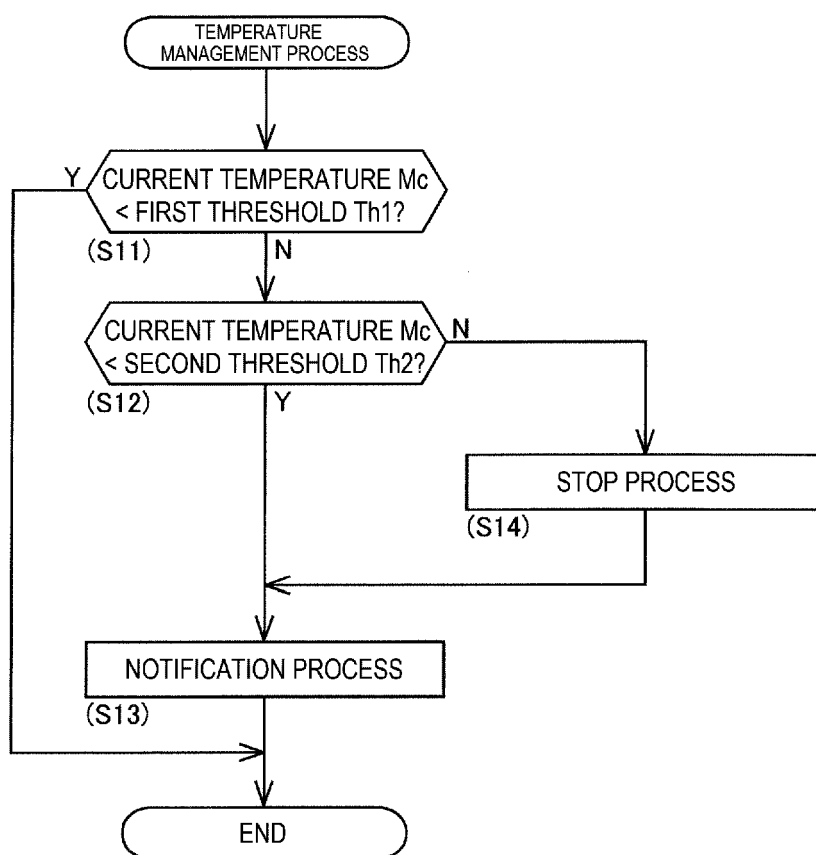 TEMPERATURE
MANAGEMENT PROCESS
Y
CURRENT TEMPERATURE Mc
< FIRST THRESHOLD Th1?
(S11)
N
CURRENT TEMPERATURE Mc
< SECOND THRESHOLD Th2?
N
(S12)
Y
STOP PROCESS
(S14)
NOTIFICATION PROCESS
(S13)
END